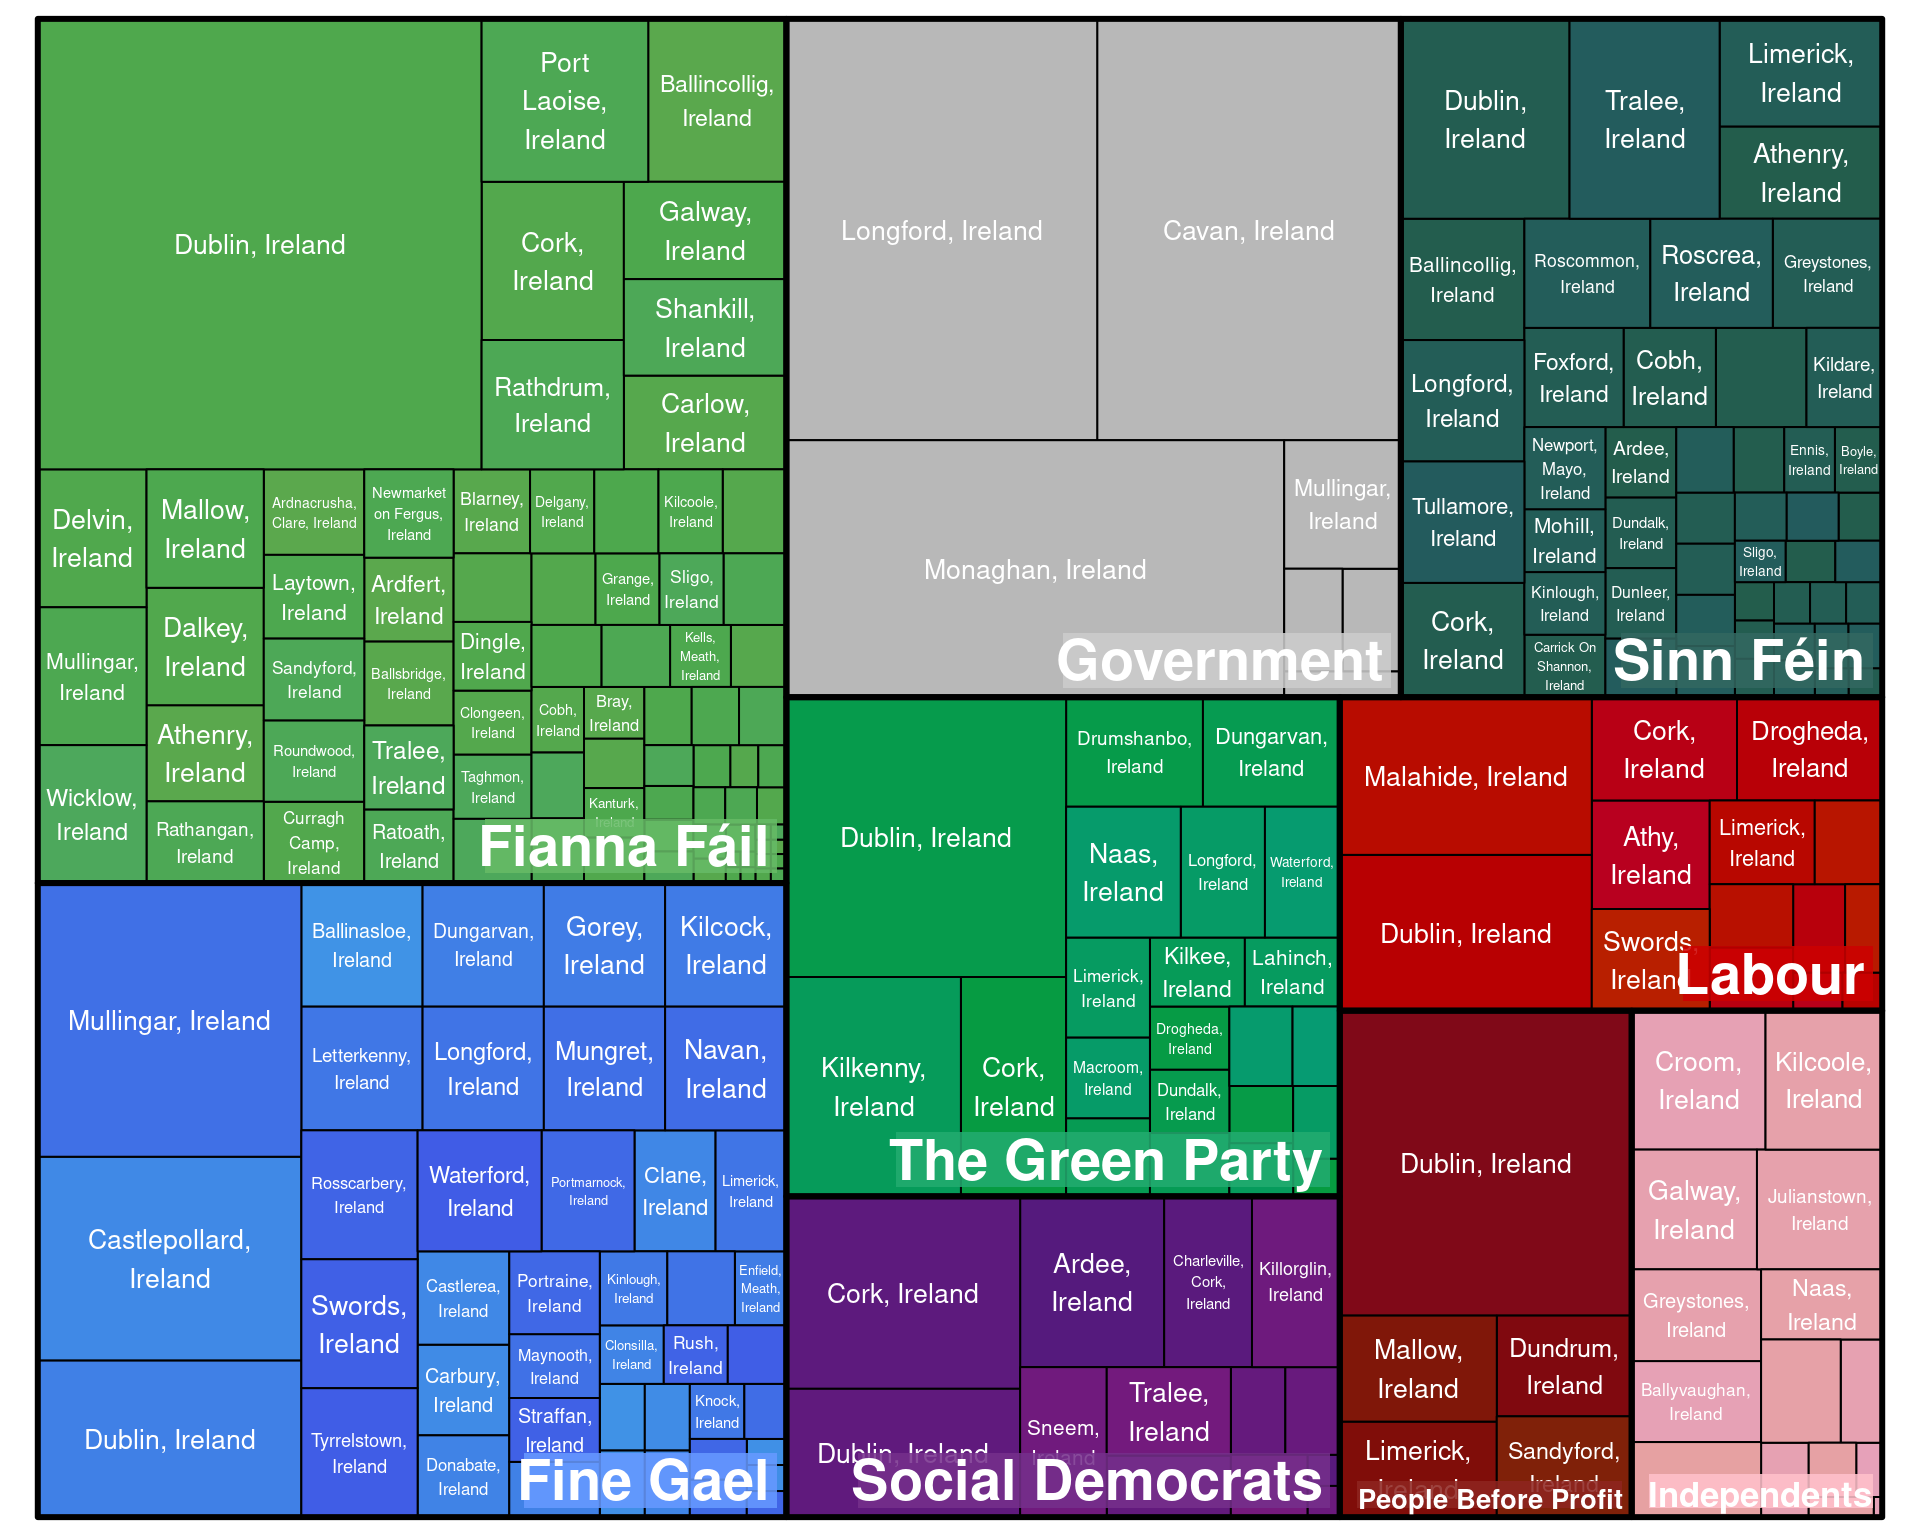 Dublin, Ireland
Port
Laoise,
Ireland
Ballincollig,
Ireland
Cork,
Ireland
Galway,
Ireland
Shankill,
Ireland
Rathdrum,
Ireland
Carlow,
Ireland
Delvin,
Ireland
Mallow,
Ireland
Ardnacrusha,
Clare, Ireland
Newmarket
on Fergus,
Ireland
Blarney,
Ireland
Delgany,
Ireland
Kilcoole,
Ireland
Laytown,
Ireland
Ardfert,
Ireland
Grange,
Ireland
Sligo,
Ireland
Mullingar,
Ireland
Dalkey,
Ireland
Sandyford,
Ireland
Ballsbridge,
Ireland
Dingle,
Ireland
Kells,
Meath,
Ireland
Athenry,
Ireland
Roundwood,
Ireland
Tralee,
Ireland
Clongeen,
Ireland
Cobh,
Ireland
Bray,
Ireland
Wicklow,
Ireland
Rathangan,
Ireland
Curragh
Camp,
Ireland
Ratoath,
Ireland
Taghmon,
Ireland
Kanturk,
Ireland
Fianna Fáil
Longford, Ireland
Cavan, Ireland
Monaghan, Ireland
Mullingar,
Ireland
Government
Dublin,
Ireland
Tralee,
Ireland
Limerick,
Ireland
Athenry,
Ireland
Ballincollig,
Ireland
Roscommon,
Ireland
Roscrea,
Ireland
Greystones,
Ireland
Longford,
Ireland
Foxford,
Ireland
Cobh,
Ireland
Kildare,
Ireland
Tullamore,
Ireland
Newport,
Mayo,
Ireland
Ardee,
Ireland
Ennis,
Ireland
Boyle,
Ireland
Mohill,
Ireland
Dundalk,
Ireland
Sligo,
Ireland
Cork,
Ireland
Kinlough,
Ireland
Dunleer,
Ireland
Carrick On
Shannon,
Ireland
Sinn Féin
Mullingar, Ireland
Ballinasloe,
Ireland
Dungarvan,
Ireland
Gorey,
Ireland
Kilcock,
Ireland
Letterkenny,
Ireland
Longford,
Ireland
Mungret,
Ireland
Navan,
Ireland
Castlepollard,
Ireland
Rosscarbery,
Ireland
Waterford,
Ireland
Portmarnock,
Ireland
Clane,
Ireland
Limerick,
Ireland
Swords,
Ireland
Castlerea,
Ireland
Portraine,
Ireland
Kinlough,
Ireland
Enfield,
Meath,
Ireland
Dublin, Ireland
Tyrrelstown,
Ireland
Carbury,
Ireland
Maynooth,
Ireland
Clonsilla,
Ireland
Rush,
Ireland
Donabate,
Ireland
Straffan,
Ireland
Knock,
Ireland
Fine Gael
Dublin, Ireland
Drumshanbo,
Ireland
Dungarvan,
Ireland
Naas,
Ireland
Longford,
Ireland
Waterford,
Ireland
Kilkenny,
Ireland
Cork,
Ireland
Limerick,
Ireland
Kilkee,
Ireland
Lahinch,
Ireland
Macroom,
Ireland
Drogheda,
Ireland
Dundalk,
Ireland
The Green Party
Malahide, Ireland
Cork,
Ireland
Drogheda,
Ireland
Dublin, Ireland
Athy,
Ireland
Limerick,
Ireland
Swords,
Ireland
Labour
Cork, Ireland
Ardee,
Ireland
Charleville,
Cork,
Ireland
Killorglin,
Ireland
Dublin, Ireland
Sneem,
Ireland
Tralee,
Ireland
Social Democrats
Dublin, Ireland
Mallow,
Ireland
Dundrum,
Ireland
Limerick,
Ireland
Sandyford,
Ireland
People Before Profit
Croom,
Ireland
Kilcoole,
Ireland
Galway,
Ireland
Julianstown,
Ireland
Greystones,
Ireland
Naas,
Ireland
Ballyvaughan,
Ireland
Independents